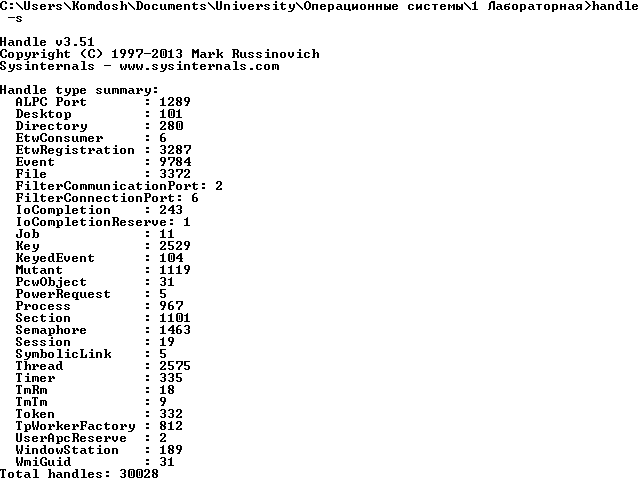 C:\Users\Komdosh\Documents\University\Операционные системы\1 Лабораторная>handle
-s
Handle v3.51
Copyright (C) 1997-2013 Mark Russinovich
Sysinternals - www.sysinternals.com
Handle type summary:
ALPC Port : 1289
Desktop : 101
Directory : 280
EtwConsumer : 6
EtwRegistration : 3287
Event : 9784
File : 3372
FilterCommunicationPort: 2
FilterConnectionPort: 6
IoCompletion : 243
IoCompletionReserve: 1
Job : 11
Key : 2529
KeyedEvent : 104
Mutant : 1119
PcwObject : 31
PowerRequest : 5
Process : 967
Section : 1101
Semaphore : 1463
Session : 19
SymbolicLink : 5
Thread : 2575
Timer : 335
TmRm : 18
TmTm : 9
Token : 332
TpWorkerFactory : 812
UserApcReserve : 2
WindowStation : 189
WmiGuid : 31
Total handles: 30028